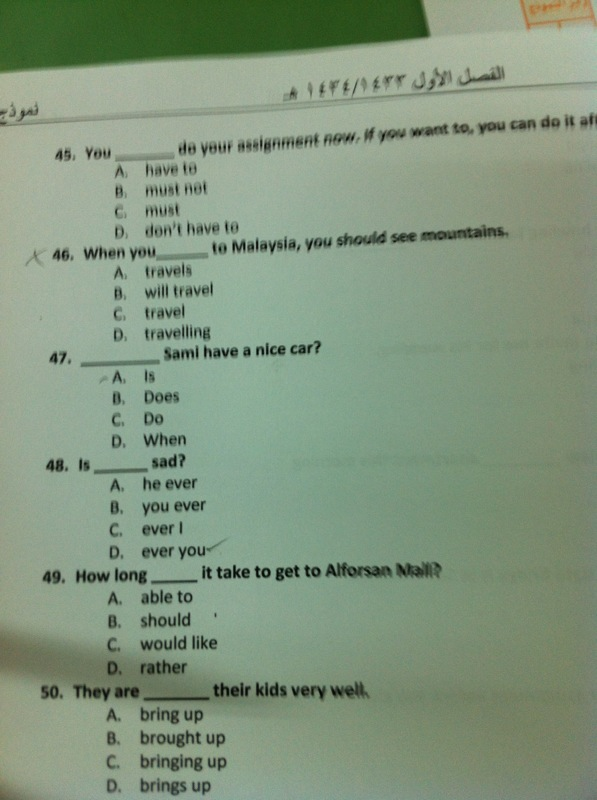 الفصل الأول ١٤٣٤/١٤٣٣ هـ
نموذج
45. You ______ do your assignment now. If you want to, you can do it
A. have to
B. must not
C. must
D. don't have to
46. When you______ to Malaysia, you should see mountains.
A. travels
B. will travel
C. travel
D. travelling
47. _________ Sami have a nice car?
A. Is
B. Does
C. Do
D. When
48. Is ______ sad?
A. he ever
B. you ever
C. ever I
D. ever you
49. How long _____ it take to get to Alforsan Mall?
A. able to
B. should
C. would like
D. rather
50. They are _______ their kids very well.
A. bring up
B. brought up
C. bringing up
D. brings up